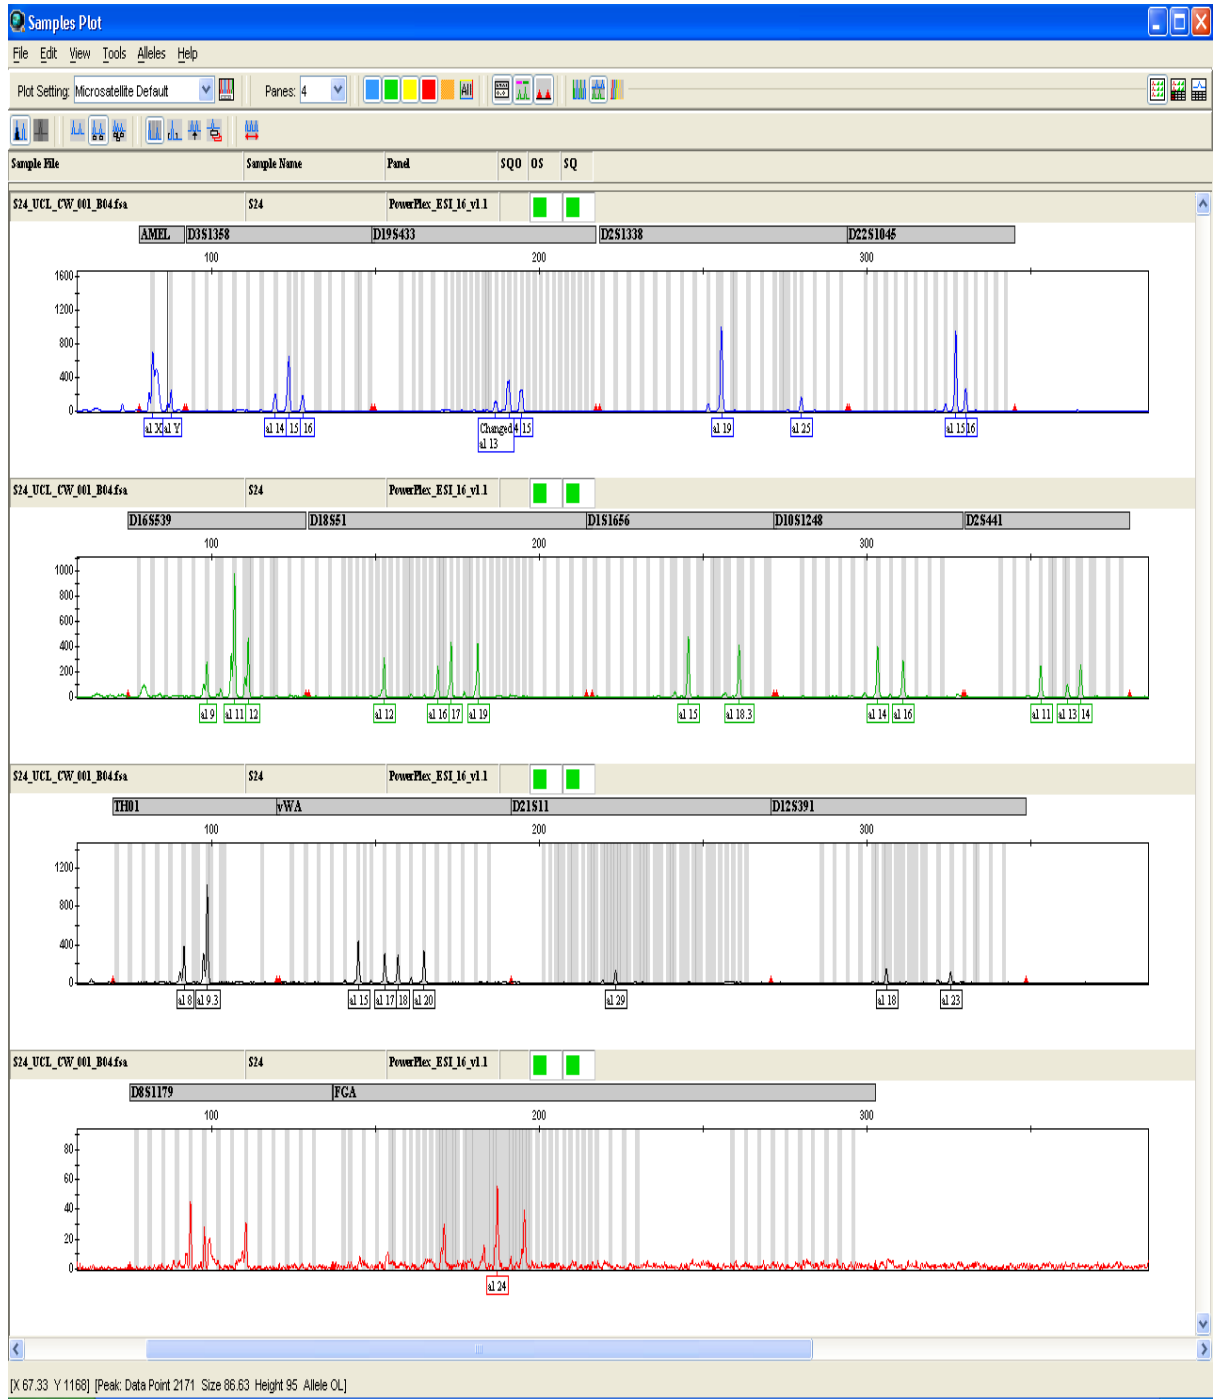 Samples Plot
File Edit View Tools Alleles Help
Plot Setting: Microsatellite Default Panes: 4 All
Sample File Sample Name Panel SQO OS SQ
S24_UCL_CW_001_B04.fsa S24 PowerPlex_ESI_16_v1.1
AMEL D3S1358 D19S433 D2S1338 D22S1045
100 200 300
1600
1200
800
400
0
al X al Y al 14 15 16 Changed 4 15 al 19 al 25 al 15 16
al 13
S24_UCL_CW_001_B04.fsa S24 PowerPlex_ESI_16_v1.1
D16S539 D18S51 D1S1656 D10S1248 D2S441
100 200 300
1000
800
600
400
200
0
al 9 al 11 12 al 12 al 16 17 al 19 al 15 al 18.3 al 14 al 16 al 11 al 13 14
S24_UCL_CW_001_B04.fsa S24 PowerPlex_ESI_16_v1.1
TH01 vWA D21S11 D12S391
100 200 300
1200
800
400
0
al 8 al 9.3 al 15 al 17 18 al 20 al 29 al 18 al 23
S24_UCL_CW_001_B04.fsa S24 PowerPlex_ESI_16_v1.1
D8S1179 FGA
100 200 300
80
60
40
20
0
al 24
[X 67.33 Y 1168] [Peak: Data Point 2171 Size 86.63 Height 95 Allele OL]